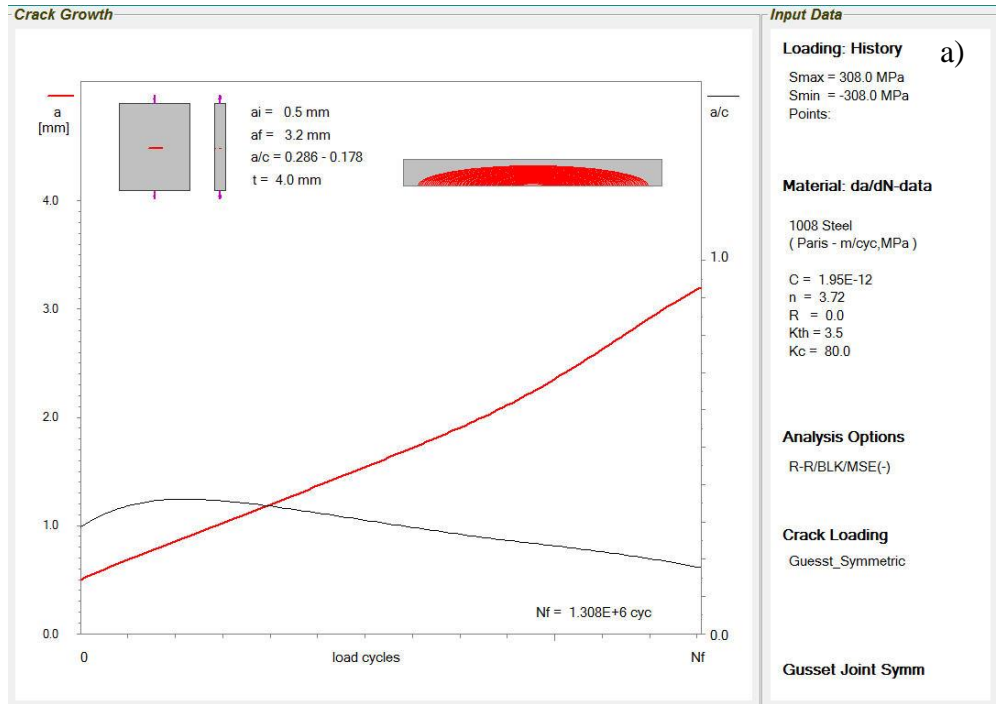 Crack Growth
a
[mm]
ai = 0.5 mm
af = 3.2 mm
a/c = 0.286 - 0.178
t = 4.0 mm
a/c
4.0
3.0
2.0
1.0
0.0
1.0
0.0
Nf = 1.308E+6 cyc
0
load cycles
Nf
Input Data
a)
Loading: History
Smax = 308.0 MPa
Smin = -308.0 MPa
Points:
Material: da/dN-data
1008 Steel
( Paris - m/cyc,MPa )
C = 1.95E-12
n = 3.72
R = 0.0
Kth = 3.5
Kc = 80.0
Analysis Options
R-R/BLK/MSE(-)
Crack Loading
Guesst_Symmetric
Gusset Joint Symm